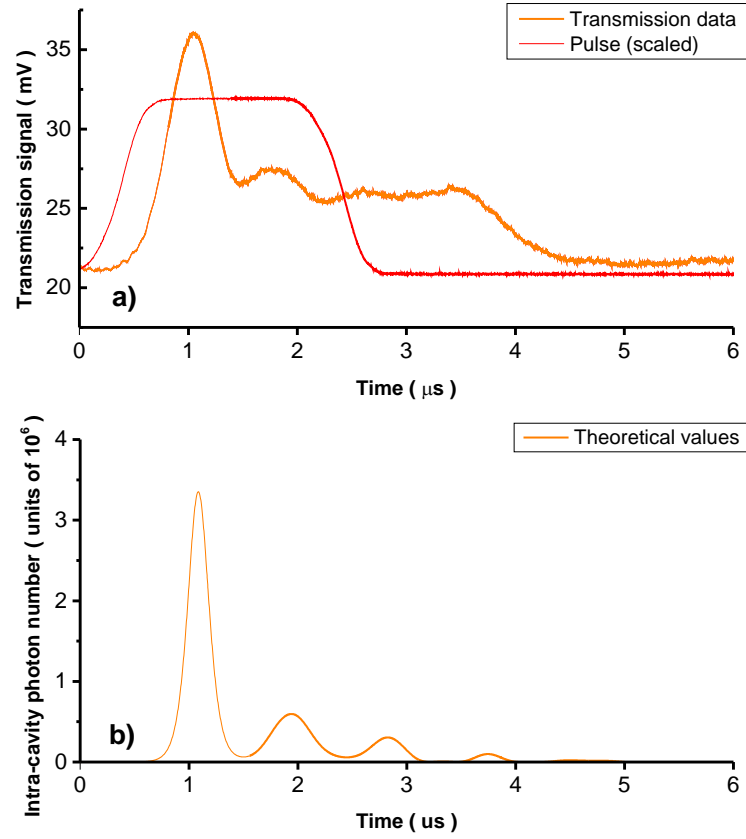 Transmission data
Pulse (scaled)
Transmission signal ( mV )
35
30
25
20
a)
0 1 2 3 4 5 6
Time ( μs )
Theoretical values
Intra-cavity photon number ( units of 10⁶)
4
3
2
1
0
b)
0 1 2 3 4 5 6
Time ( us )